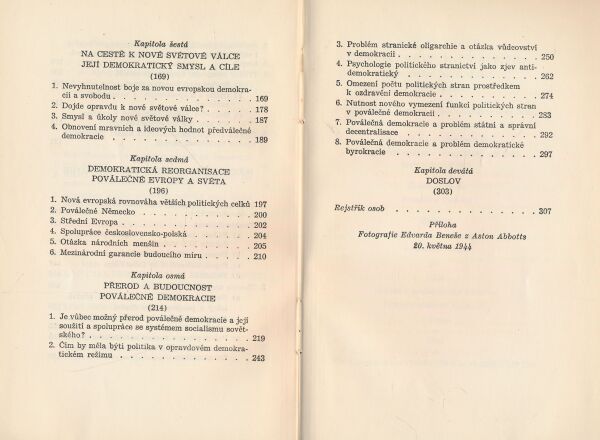 Kapitola šestá
NA CESTĚ K NOVÉ SVĚTOVÉ VÁLCE
JEJÍ DEMOKRATICKÝ SMYSL A CÍLE
(169)
1. Nevyhnutelnost boje za novou evropskou demokra-
cii a svobodu . . . . . . . . . . . . . 169
2. Dojde opravdu k nové světové válce? . . . . . 178
3. Smysl a úkoly nové světové války . . . . . . 187
4. Obnovení mravních a ideových hodnot předválečné
demokracie . . . . . . . . . . . . . . 189
Kapitola sedmá
DEMOKRATICKÁ REORGANISACE
POVÁLEČNÉ EVROPY A SVĚTA
(196)
1. Nová evropská rovnováha větších politických celků 197
2. Poválečné Německo . . . . . . . . . . . 200
3. Střední Evropa . . . . . . . . . . . . . 202
4. Spolupráce československo-polská . . . . . . 204
5. Otázka národních menšin . . . . . . . . . 205
6. Mezinárodní garancie budoucího míru . . . . . 210
Kapitola osmá
PŘEROD A BUDOUCNOST
POVÁLEČNÉ DEMOKRACIE
(214)
1. Je vůbec možný přerod poválečné demokracie a její
soužití a spolupráce se systémem socialismu sovět-
ského? . . . . . . . . . . . . . . . . 219
2. Čím by měla býti politika v opravdovém demokra-
tickém režimu . . . . . . . . . . . . . 243
3. Problém stranické oligarchie a otázka vůdcovství
v demokracii . . . . . . . . . . . . . 250
4. Psychologie politického stranictví jako zjev anti-
demokratický . . . . . . . . . . . . . 262
5. Omezení počtu politických stran prostředkem
k ozdravění demokracie . . . . . . . . . 274
6. Nutnost nového vymezení funkcí politických stran
v poválečné demokracii . . . . . . . . . 283
7. Poválečná demokracie a problém státní a správní
decentralisace . . . . . . . . . . . . . 292
8. Poválečná demokracie a problém demokratické
byrokracie . . . . . . . . . . . . . . 297
Kapitola devátá
DOSLOV
(303)
Rejstřík osob . . . . . . . . . . . . . 307
Příloha
Fotografie Edvarda Beneše z Aston Abbotts
20. května 1944